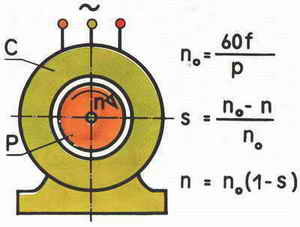 ~
C
n
P
n₀ = 60f / p
s = n₀ - n / n₀
n = n₀(1-s)